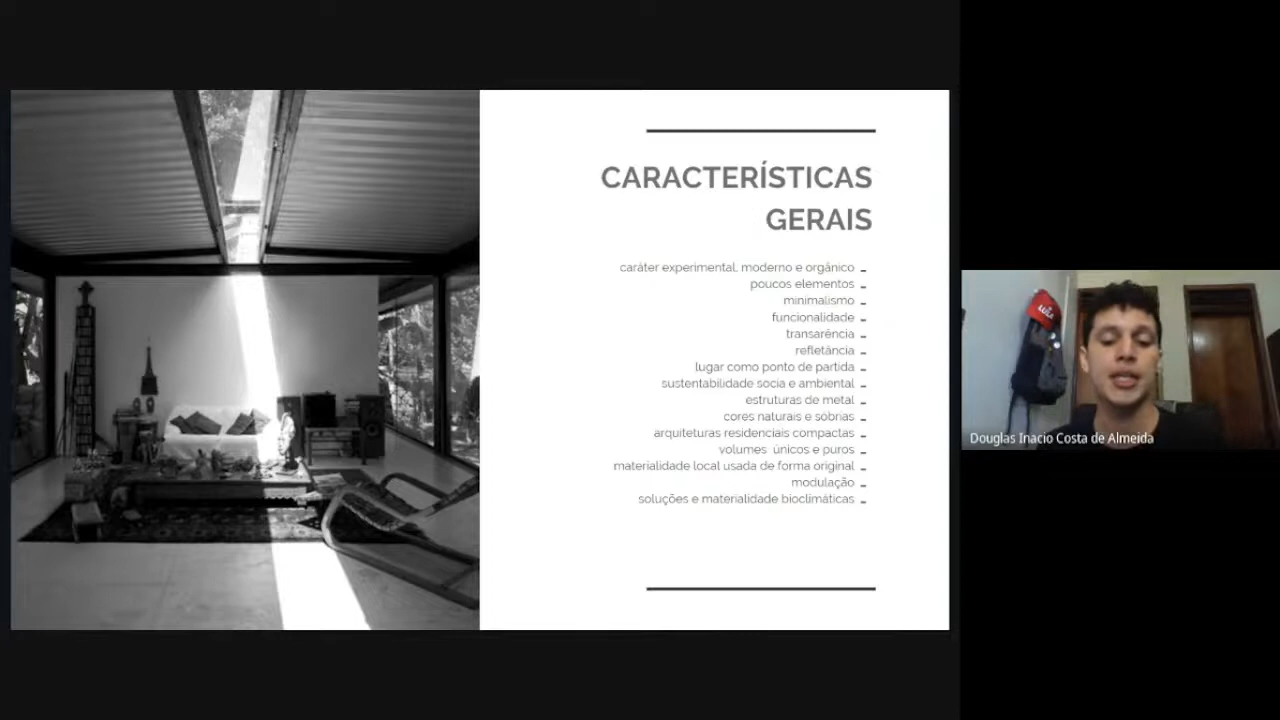 CARACTERÍSTICAS
GERAIS
caráter experimental, moderno e orgânico -
poucos elementos -
minimalismo -
funcionalidade -
transarência -
refletância -
lugar como ponto de partida -
sustentabilidade socia e ambiental -
estruturas de metal -
cores naturais e sóbrias -
arquiteturas residenciais compactas -
volumes únicos e puros -
materialidade local usada de forma original -
modulação -
soluções e materialidade bioclimáticas -
LULA
Douglas Inacio Costa de Almeida